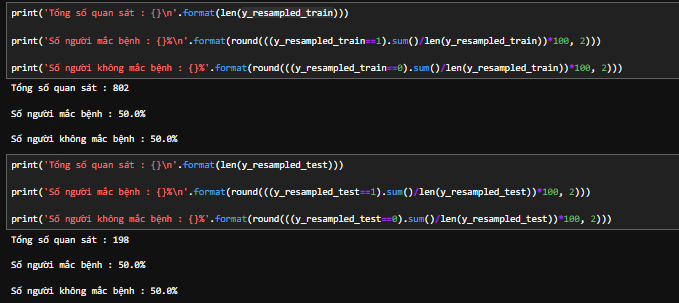 print('Tổng số quan sát : {}\n'.format(len(y_resampled_train)))
print('Số người mắc bệnh : {}%\n'.format(round(((y_resampled_train==1).sum()/len(y_resampled_train))*100, 2)))
print('Số người không mắc bệnh : {}%'.format(round(((y_resampled_train==0).sum()/len(y_resampled_train))*100, 2)))
Tổng số quan sát : 802
Số người mắc bệnh : 50.0%
Số người không mắc bệnh : 50.0%
print('Tổng số quan sát : {}\n'.format(len(y_resampled_test)))
print('Số người mắc bệnh : {}%\n'.format(round(((y_resampled_test==1).sum()/len(y_resampled_test))*100, 2)))
print('Số người không mắc bệnh : {}%'.format(round(((y_resampled_test==0).sum()/len(y_resampled_test))*100, 2)))
Tổng số quan sát : 198
Số người mắc bệnh : 50.0%
Số người không mắc bệnh : 50.0%